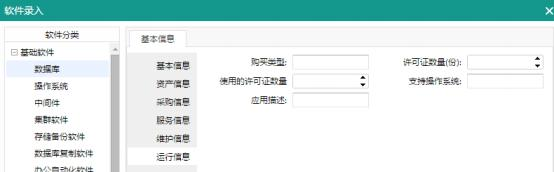 软件录入
软件分类
基础软件
数据库
操作系统
中间件
集群软件
存储备份软件
数据库复制软件
办公自动化软件
基本信息
基本信息
资产信息
采购信息
服务信息
维护信息
运行信息
购买类型:
许可证数量(份):
使用的许可证数量
支持操作系统:
应用描述: